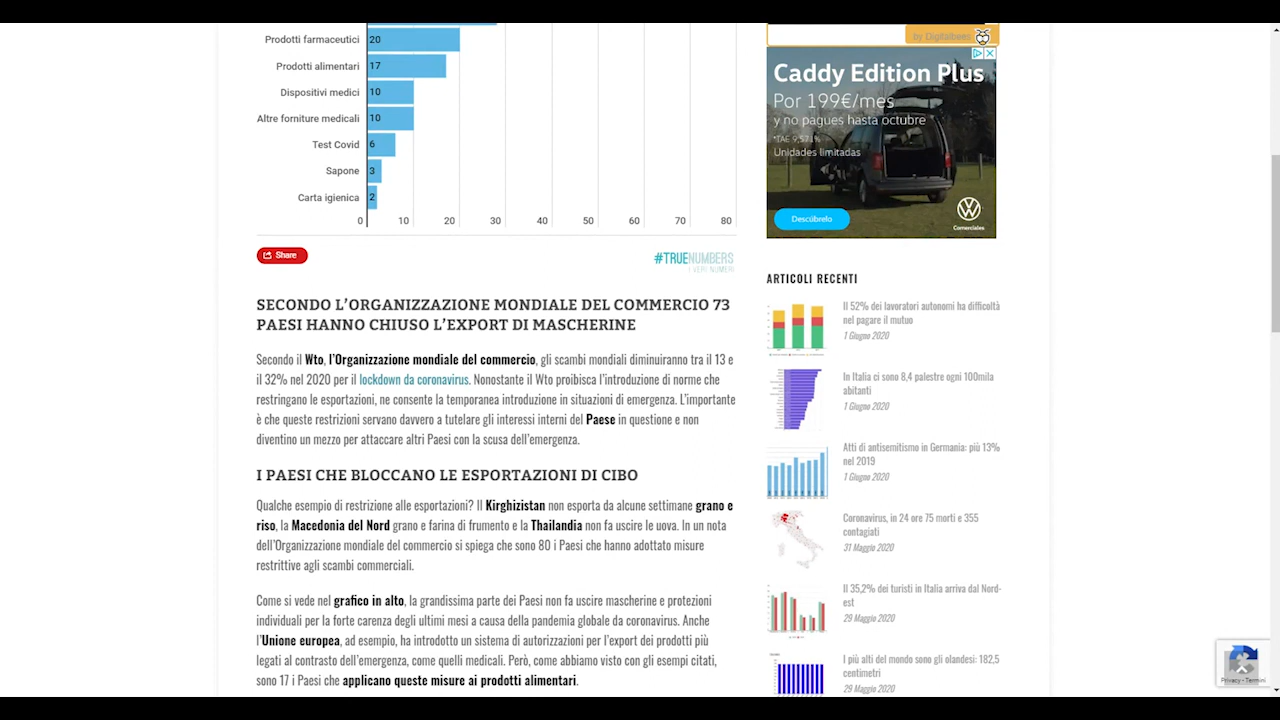 Prodotti farmaceutici 20
Prodotti alimentari 17
Dispositivi medici 10
Altre forniture medicali 10
Test Covid 6
Sapone 3
Carta igienica 2
0 10 20 30 40 50 60 70 80
Share
#TRUENUMBERS
I VERI NUMERI
SECONDO L'ORGANIZZAZIONE MONDIALE DEL COMMERCIO 73
PAESI HANNO CHIUSO L'EXPORT DI MASCHERINE
Secondo il Wto, l'Organizzazione mondiale del commercio, gli scambi mondiali diminuiranno tra il 13 e
il 32% nel 2020 per il lockdown da coronavirus. Nonostante il Wto proibisca l'introduzione di norme che
restringano le esportazioni, ne consente la temporanea introduzione in situazioni di emergenza. L'importante
è che queste restrizioni servano davvero a tutelare gli interessi interni del Paese in questione e non
diventino un mezzo per attaccare altri Paesi con la scusa dell'emergenza.
I PAESI CHE BLOCCANO LE ESPORTAZIONI DI CIBO
Qualche esempio di restrizione alle esportazioni? Il Kirghizistan non esporta da alcune settimane grano e
riso, la Macedonia del Nord grano e farina di frumento e la Thailandia non fa uscire le uova. In un nota
dell'Organizzazione mondiale del commercio si spiega che sono 80 i Paesi che hanno adottato misure
restrittive agli scambi commerciali.
Come si vede nel grafico in alto, la grandissima parte dei Paesi non fa uscire mascherine e protezioni
individuali per la forte carenza degli ultimi mesi a causa della pandemia globale da coronavirus. Anche
l'Unione europea, ad esempio, ha introdotto un sistema di autorizzazioni per l'export dei prodotti più
legati al contrasto dell'emergenza, come quelli medicali. Però, come abbiamo visto con gli esempi citati,
sono 17 i Paesi che applicano queste misure ai prodotti alimentari.
by Digitalbees
Caddy Edition Plus
Por 199€/mes
y no pagues hasta octubre
*TAE 9,571%
Unidades limitadas
Descúbrelo
Comerciales
ARTICOLI RECENTI
Il 52% dei lavoratori autonomi ha difficoltà
nel pagare il mutuo
1 Giugno 2020
In Italia ci sono 8,4 palestre ogni 100mila
abitanti
1 Giugno 2020
Atti di antisemitismo in Germania: più 13%
nel 2019
1 Giugno 2020
Coronavirus, in 24 ore 75 morti e 355
contagiati
31 Maggio 2020
Il 35,2% dei turisti in Italia arriva dal Nord-
est
29 Maggio 2020
I più alti del mondo sono gli olandesi: 182,5
centimetri
29 Maggio 2020
Privacy - Termini